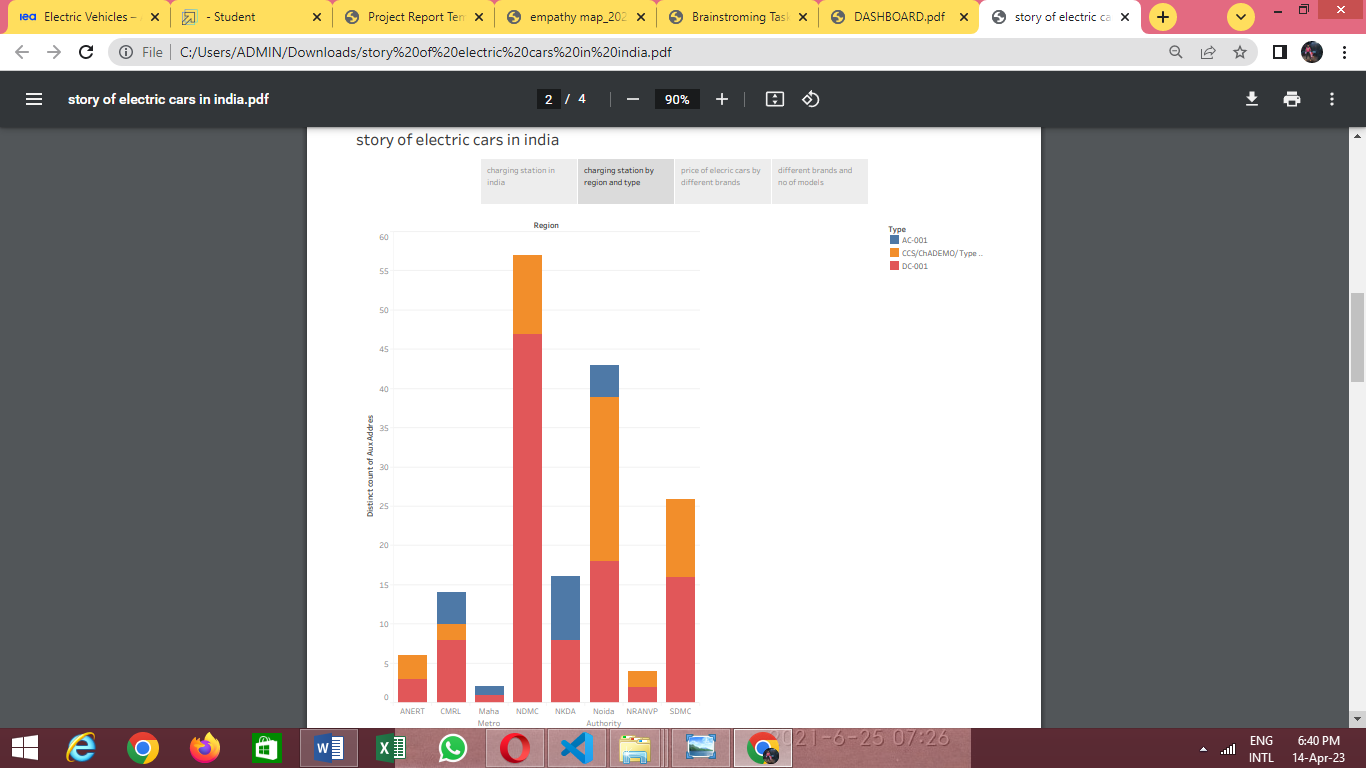 Electric Vehicles –
- Student
Project Report Ten
empathy map_202
Brainstroming Task
DASHBOARD.pdf
story of electric ca
File
C:/Users/ADMIN/Downloads/story%20of%20electric%20cars%20in%20india.pdf
story of electric cars in india.pdf
2 / 4
90%
story of electric cars in india
charging station in
india
charging station by
region and type
price of elecric cars by
different brands
different brands and
no of models
Region
Type
AC-001
CCS/ChADEMO/ Type ..
DC-001
Distinct count of Aux Addres
60
55
50
45
40
35
30
25
20
15
10
5
0
ANERT
CMRL
Maha
Metro
NDMC
NKDA
Noida
Authority
NRANVP
SDMC
2021-6-25 07:26
ENG
INTL
6:40 PM
14-Apr-23